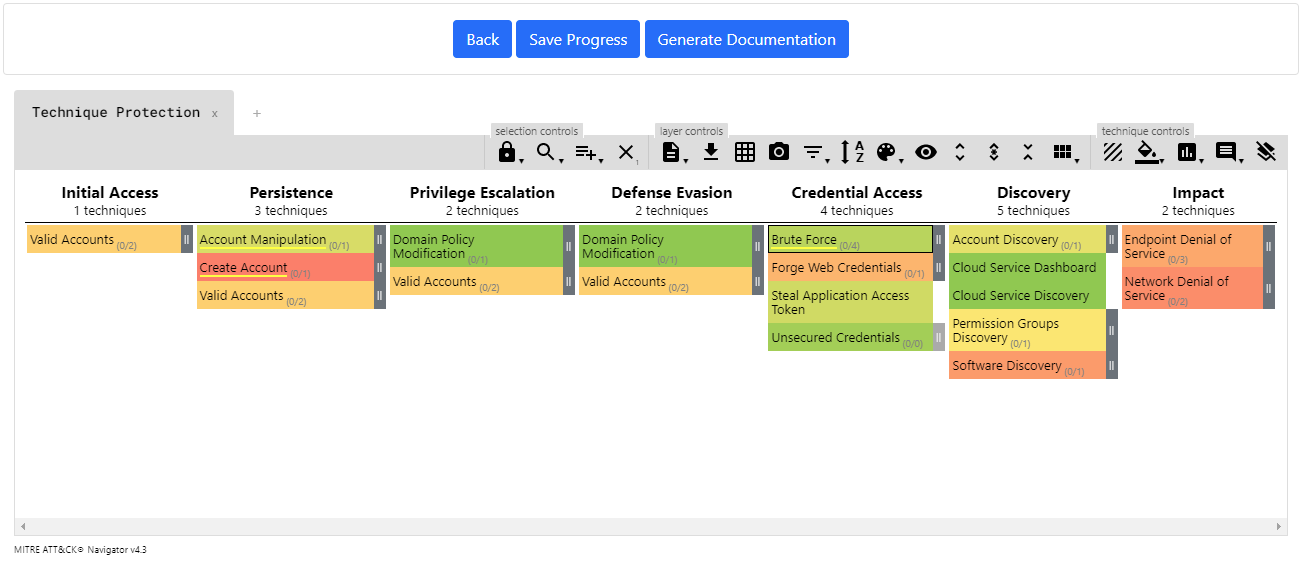 Back Save Progress Generate Documentation
Technique Protection x +
selection controls layer controls technique controls
Initial Access Persistence Privilege Escalation Defense Evasion Credential Access Discovery Impact
1 techniques 3 techniques 2 techniques 2 techniques 4 techniques 5 techniques 2 techniques
Valid Accounts (0/2)
Account Manipulation (0/1)
Create Account (0/1)
Valid Accounts (0/2)
Domain Policy
Modification (0/1)
Valid Accounts (0/2)
Domain Policy
Modification (0/1)
Valid Accounts (0/2)
Brute Force (0/4)
Forge Web Credentials (0/1)
Steal Application Access
Token
Unsecured Credentials (0/0)
Account Discovery (0/1)
Cloud Service Dashboard
Cloud Service Discovery
Permission Groups
Discovery (0/1)
Software Discovery (0/1)
Endpoint Denial of
Service (0/3)
Network Denial of
Service (0/2)
MITRE ATT&CK® Navigator v4.3